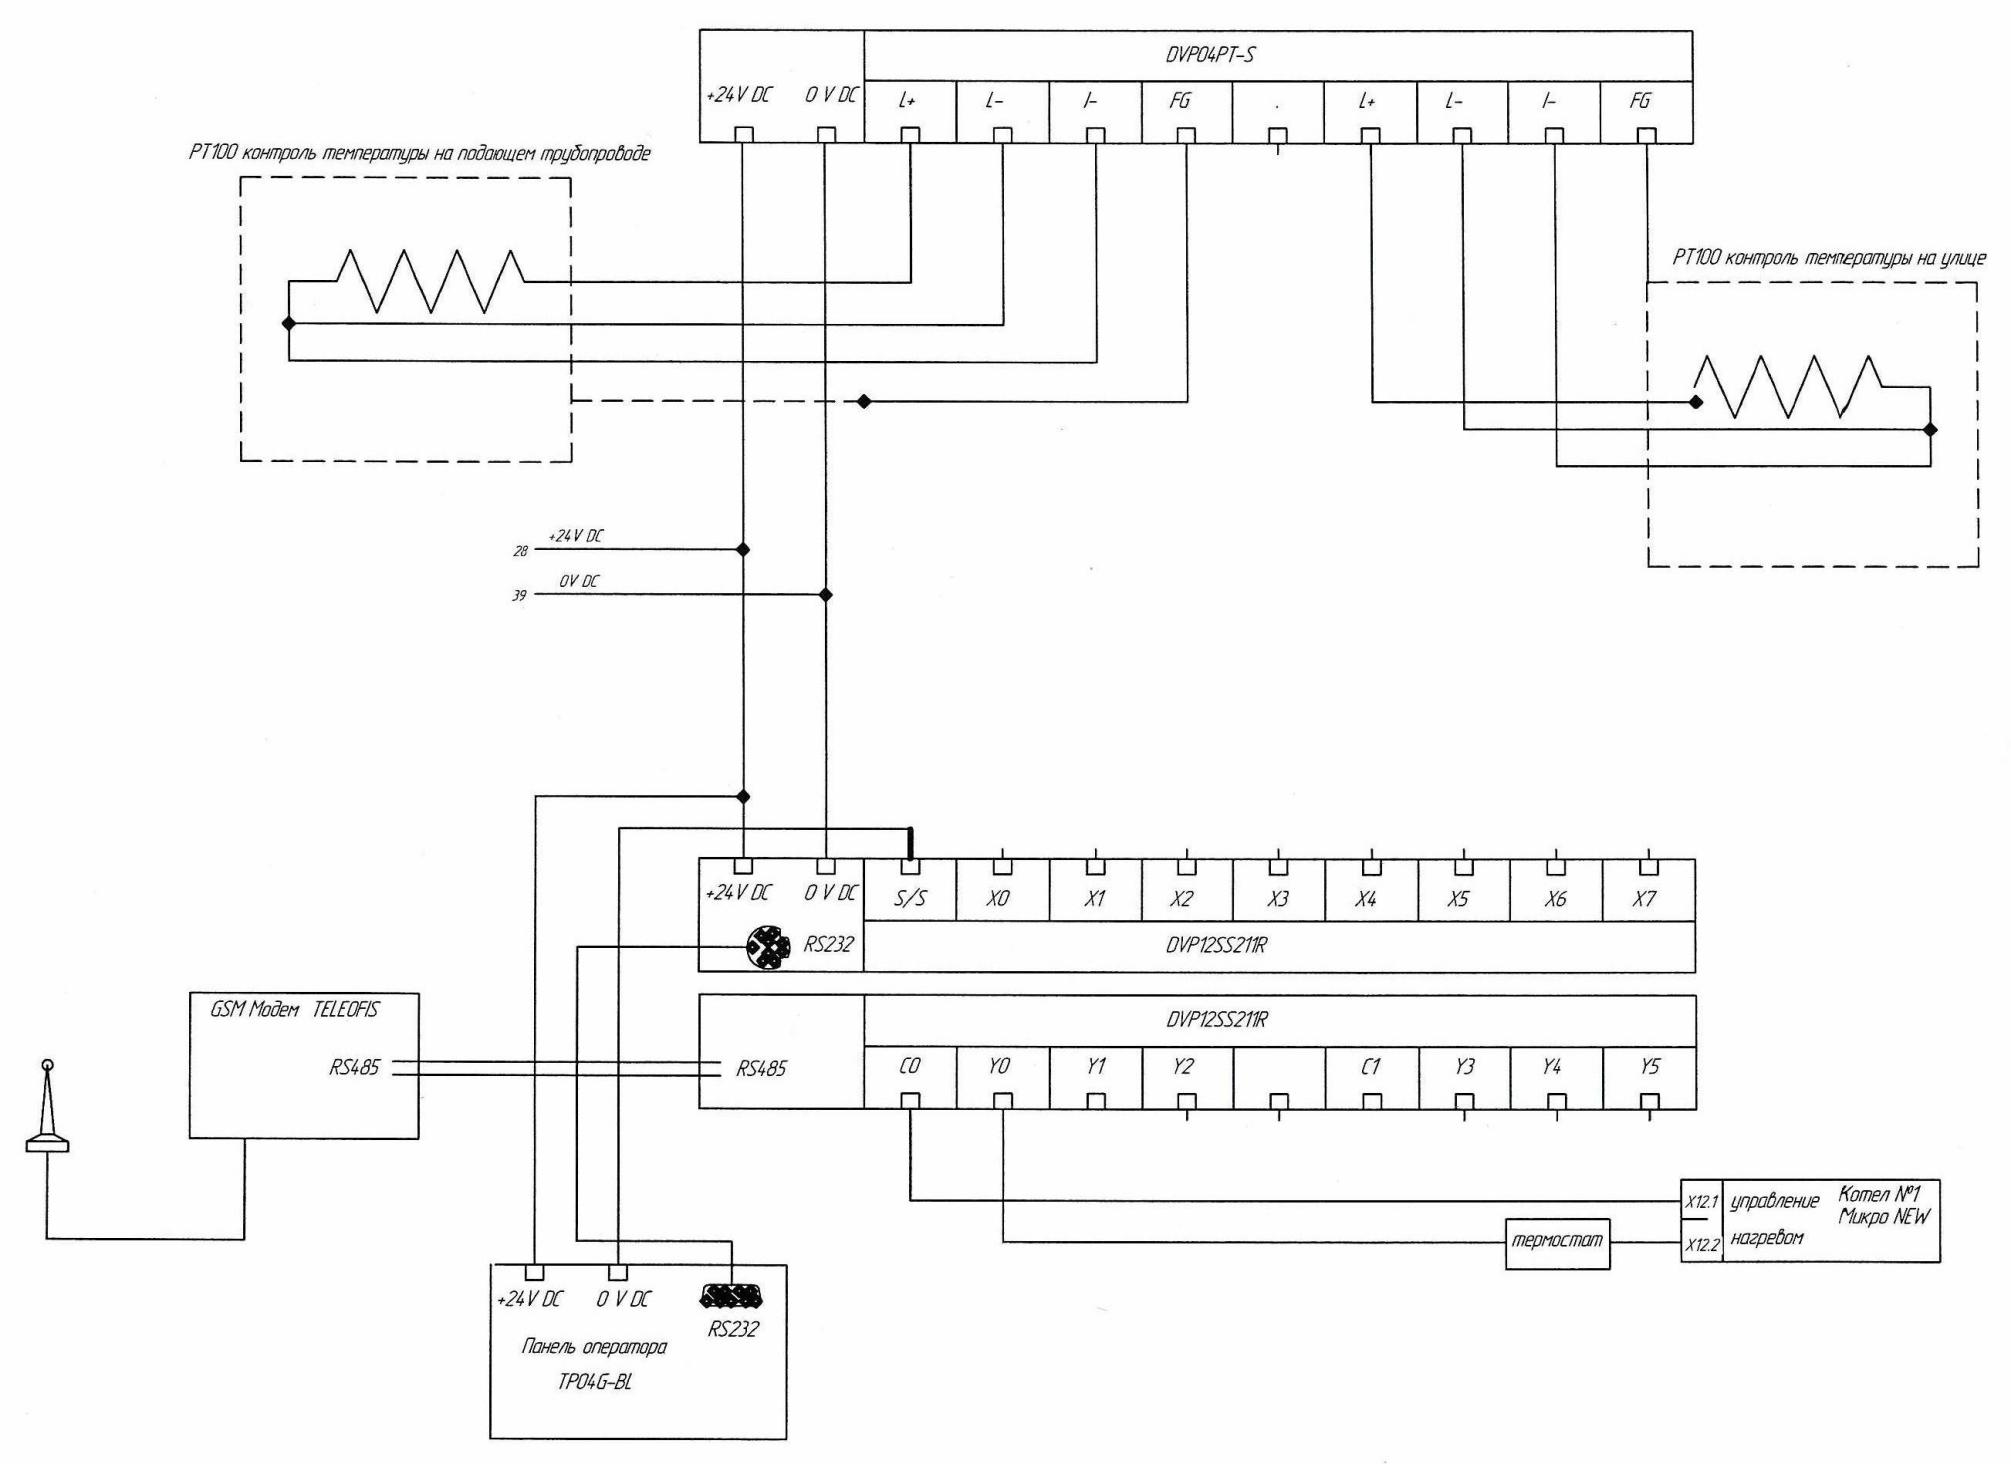 DVP04PT-S
+24V DC 0 V DC L+ L- I- FG . L+ L- I- FG
PT100 контроль температуры на подающем трубопроводе
PT100 контроль температуры на улице
28 +24V DC
39 0V DC
+24V DC 0 V DC S/S X0 X1 X2 X3 X4 X5 X6 X7
RS232 DVP12SS211R
GSM Модем TELEOFIS
DVP12SS211R
RS485 RS485 C0 Y0 Y1 Y2 C1 Y3 Y4 Y5
X12.1 управление Котел №1
Микро NEW
термостат X12.2 нагревом
+24V DC 0 V DC
RS232
Панель оператора
TP04G-BL